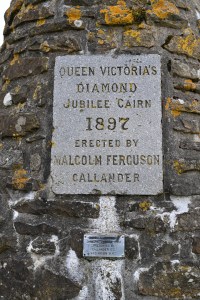 QUEEN VICTORIA'S
DIAMOND
JUBILEE CAIRN
1897
ERECTED BY
MALCOLM FERGUSON
CALLANDER